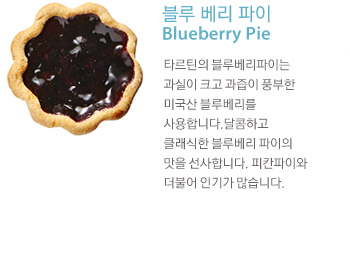 블루 베리 파이
Blueberry Pie
타르틴의 블루베리파이는
과실이 크고 과즙이 풍부한
미국산 블루베리를
사용합니다.달콤하고
클래식한 블루베리 파이의
맛을 선사합니다. 피칸파이와
더불어 인기가 많습니다.